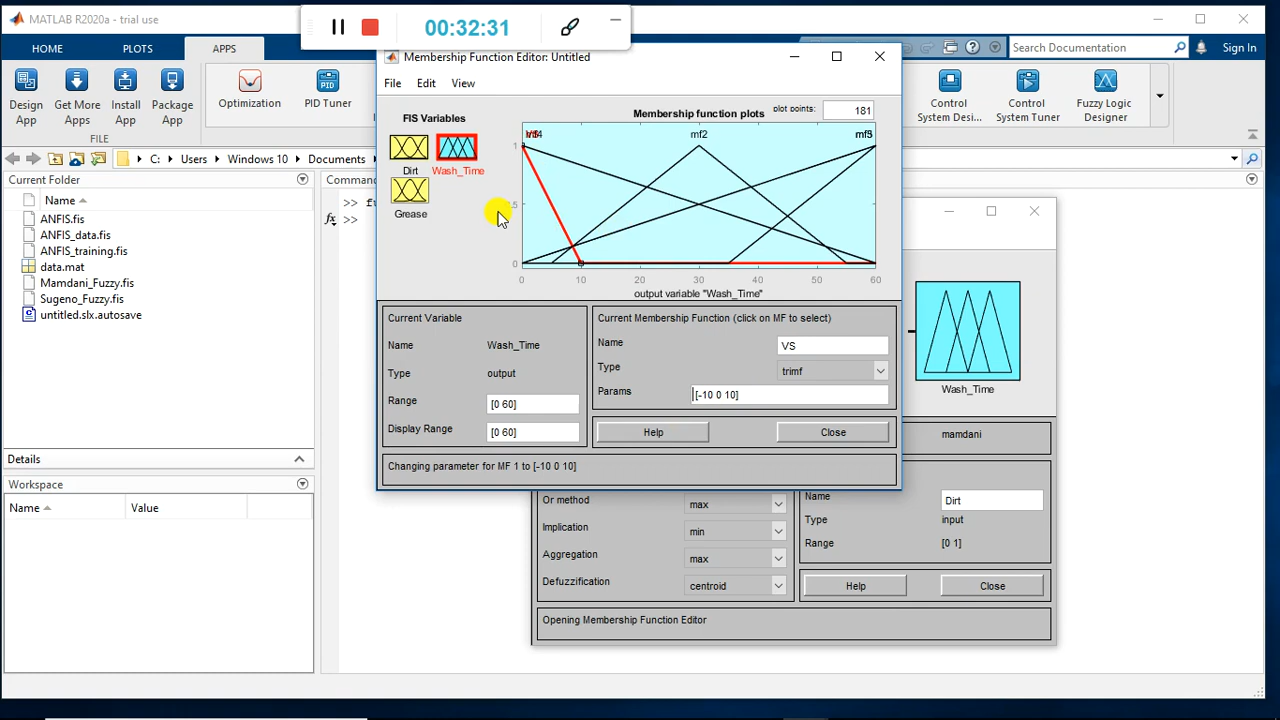 MATLAB R2020a - trial use
00:32:31
HOME
PLOTS
APPS
Search Documentation
Sign In
Design App
Get More Apps
Install App
Package App
FILE
Optimization
PID Tuner
Control System Desi...
Control System Tuner
Fuzzy Logic Designer
C:
Users
Windows 10
Documents
Current Folder
Name
ANFIS.fis
ANFIS_data.fis
ANFIS_training.fis
data.mat
Mamdani_Fuzzy.fis
Sugeno_Fuzzy.fis
untitled.slx.autosave
Details
Workspace
Name
Value
fx
>>
>>
Membership Function Editor: Untitled
File
Edit
View
FIS Variables
Dirt
Wash_Time
Grease
Membership function plots
plot points:
181
mf2
1
0
0
10
20
30
40
50
60
output variable "Wash_Time"
Current Variable
Name
Wash_Time
Type
output
Range
[0 60]
Display Range
[0 60]
Current Membership Function (click on MF to select)
Name
VS
Type
trimf
Params
[-10 0 10]
Help
Close
Changing parameter for MF 1 to [-10 0 10]
Wash_Time
mamdani
Or method
max
Implication
min
Aggregation
max
Defuzzification
centroid
Name
Dirt
Type
input
Range
[0 1]
Help
Close
Opening Membership Function Editor